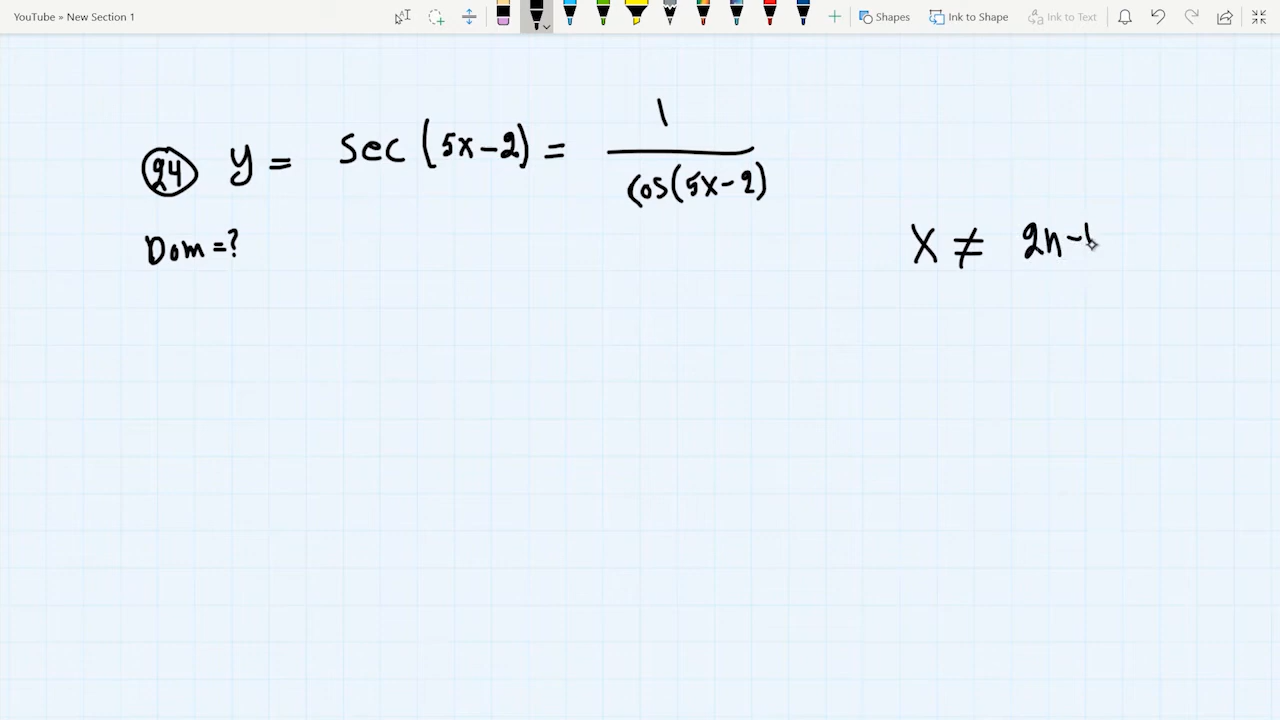 Youtube » New Section 1
Shapes Ink to Shape Ink to Text
24 y = sec (5x-2) = 1 / cos(5x-2)
Dom =?
X ≠ 2n-1